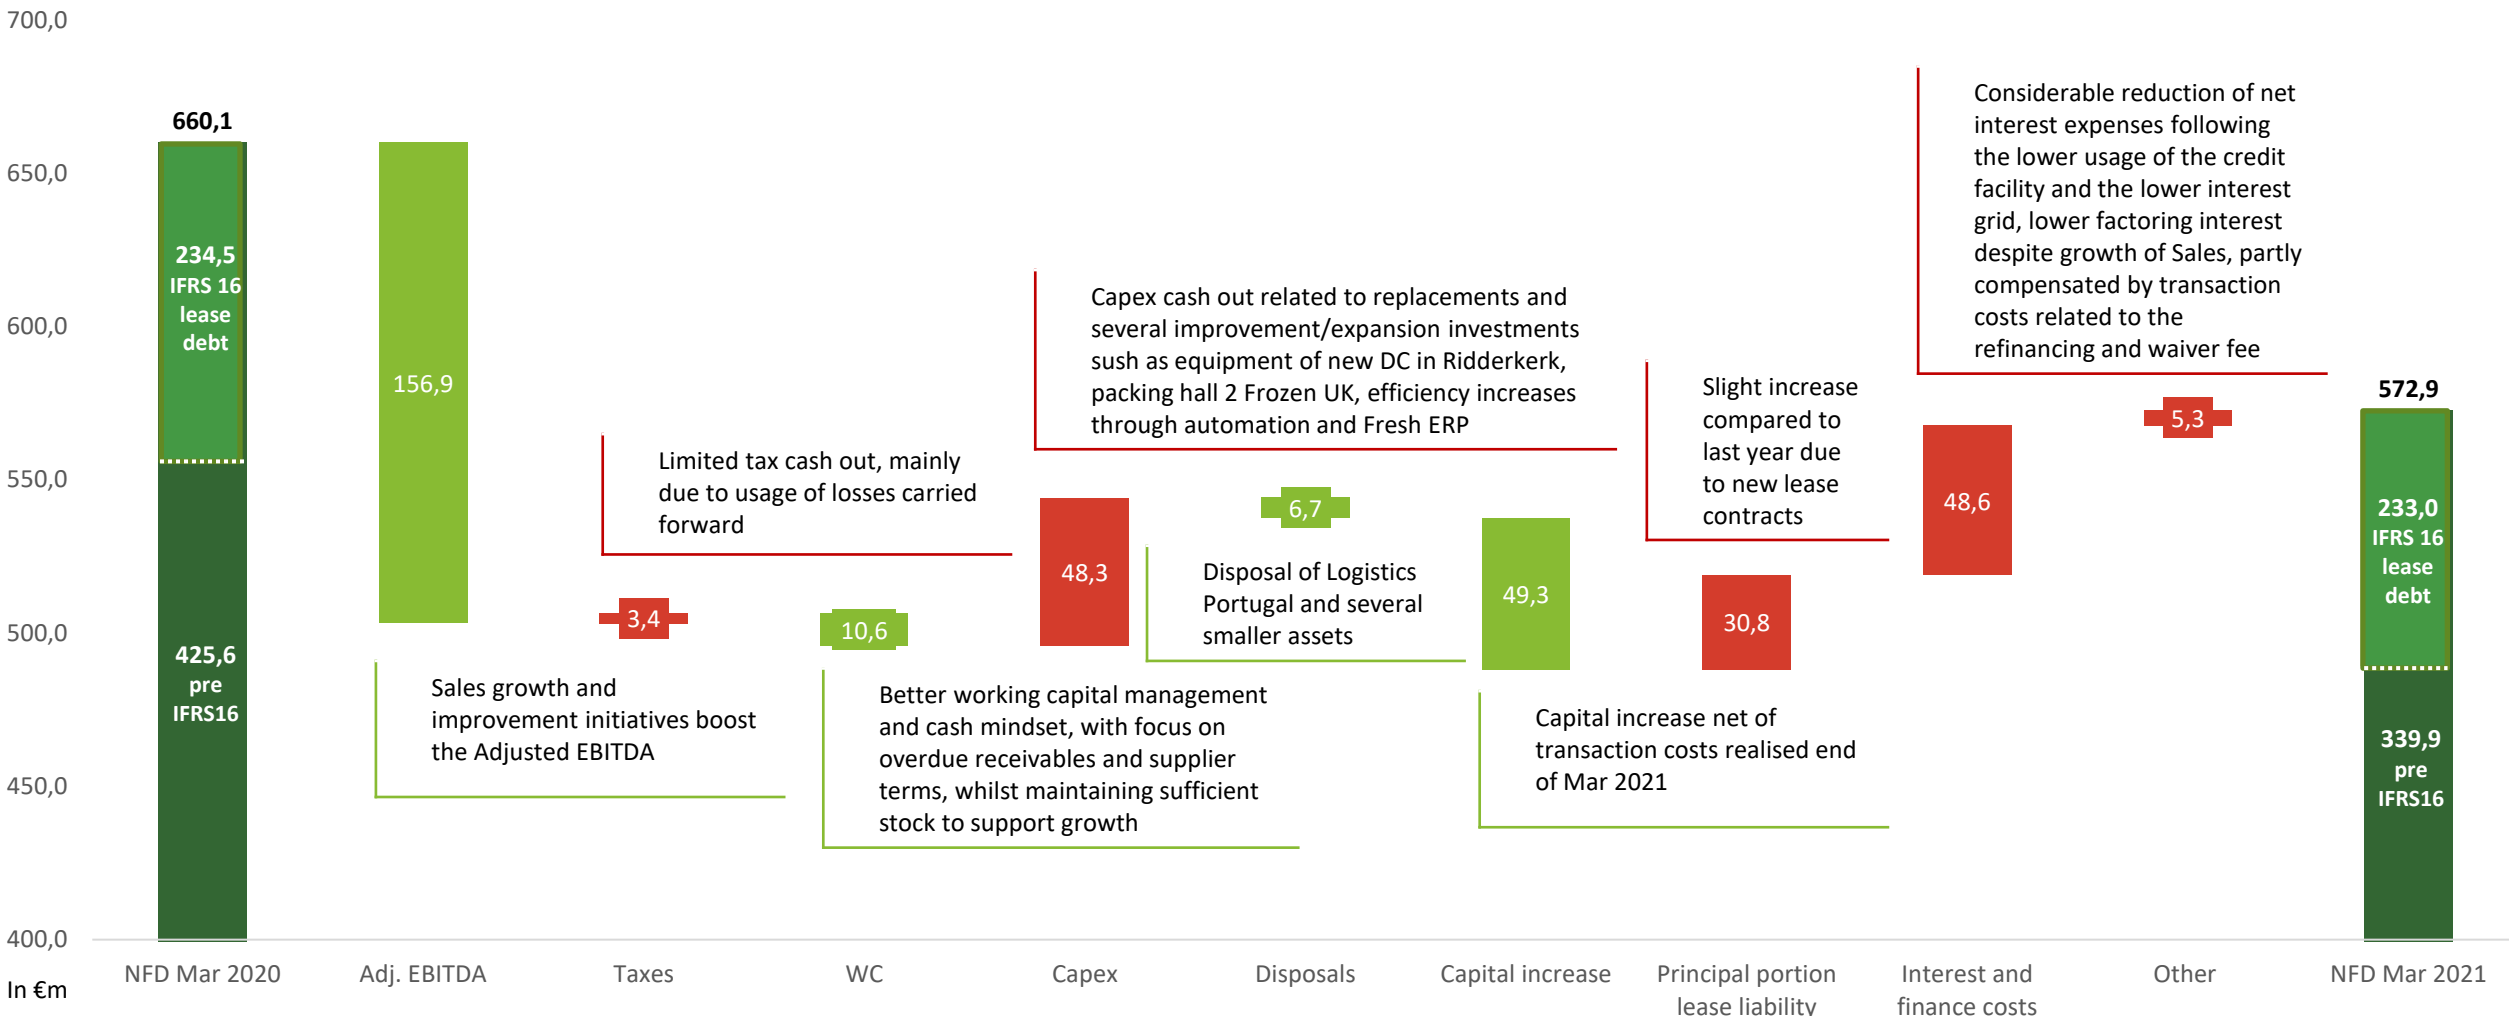 700,0
650,0
600,0
550,0
500,0
450,0
400,0
In €m
660,1
234,5
IFRS 16
lease
debt
425,6
pre
IFRS16
156,9
Sales growth and
improvement initiatives boost
the Adjusted EBITDA
3,4
Limited tax cash out, mainly
due to usage of losses carried
forward
10,6
Better working capital management
and cash mindset, with focus on
overdue receivables and supplier
terms, whilst maintaining sufficient
stock to support growth
48,3
Capex cash out related to replacements and
several improvement/expansion investments
sush as equipment of new DC in Ridderkerk,
packing hall 2 Frozen UK, efficiency increases
through automation and Fresh ERP
6,7
Disposal of Logistics
Portugal and several
smaller assets
49,3
Capital increase net of
transaction costs realised end
of Mar 2021
30,8
Slight increase
compared to
last year due
to new lease
contracts
48,6
Considerable reduction of net
interest expenses following
the lower usage of the credit
facility and the lower interest
grid, lower factoring interest
despite growth of Sales, partly
compensated by transaction
costs related to the
refinancing and waiver fee
5,3
572,9
233,0
IFRS 16
lease
debt
339,9
pre
IFRS16
NFD Mar 2020
Adj. EBITDA
Taxes
WC
Capex
Disposals
Capital increase
Principal portion
lease liability
Interest and
finance costs
Other
NFD Mar 2021